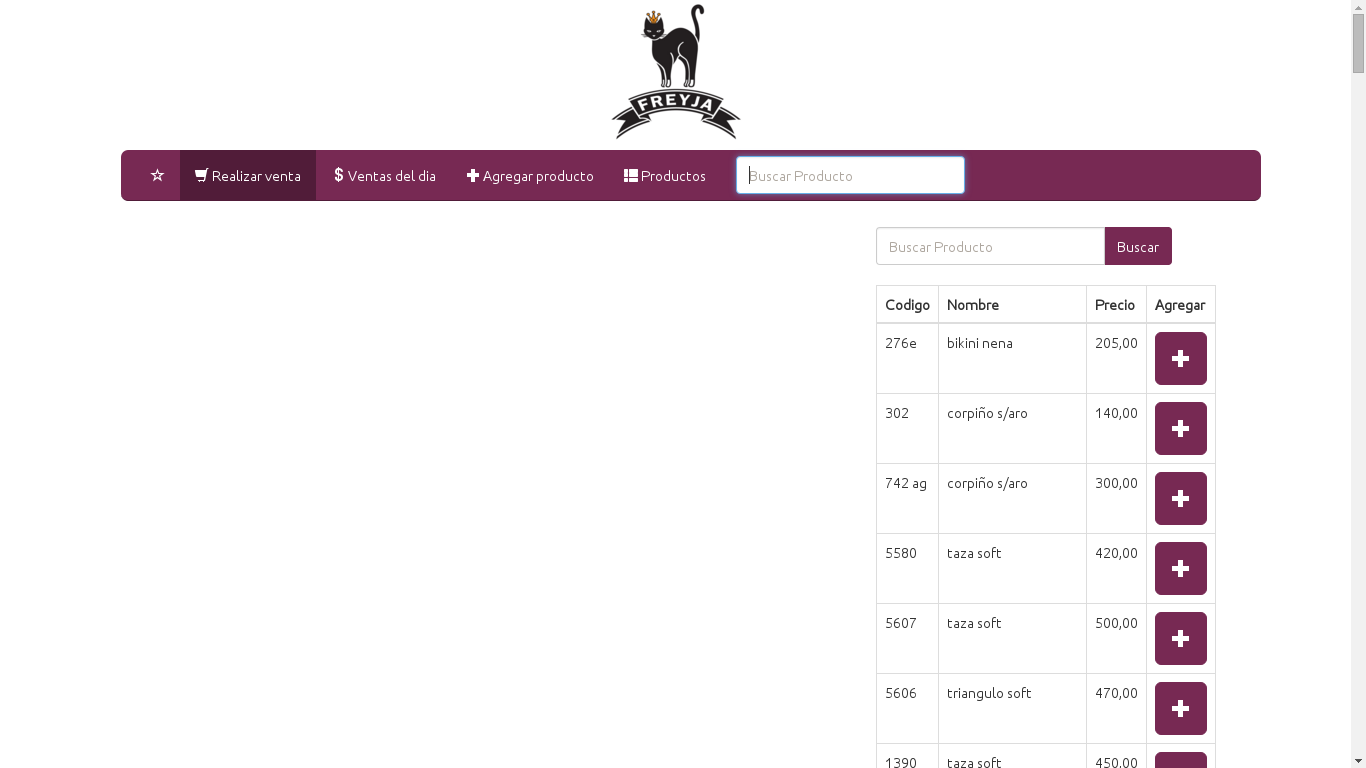 FREYJA
Realizar venta $ Ventas del dia Agregar producto Productos Buscar Producto
Buscar Producto Buscar
Codigo Nombre Precio Agregar
276e bikini nena 205,00
302 corpiño s/aro 140,00
742 ag corpiño s/aro 300,00
5580 taza soft 420,00
5607 taza soft 500,00
5606 triangulo soft 470,00
1390 taza soft 450,00